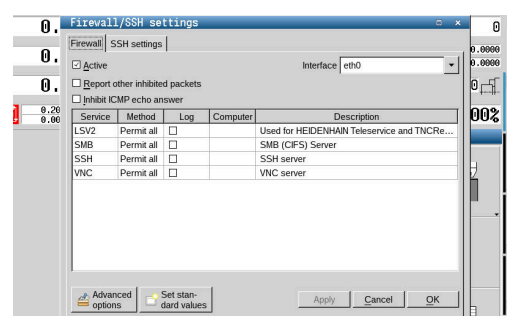 Firewall/SSH settings
Firewall SSH settings
Active
Interface eth0
Report other inhibited packets
Inhibit ICMP echo answer
Service Method Log Computer Description
LSV2 Permit all Used for HEIDENHAIN Teleservice and TNCRe...
SMB Permit all SMB (CIFS) Server
SSH Permit all SSH server
VNC Permit all VNC server
Advanced options
Set stan-
dard values
Apply Cancel OK
0.
0.
0.
0.20
0.00
0
0.0000
0.0000
0
00%